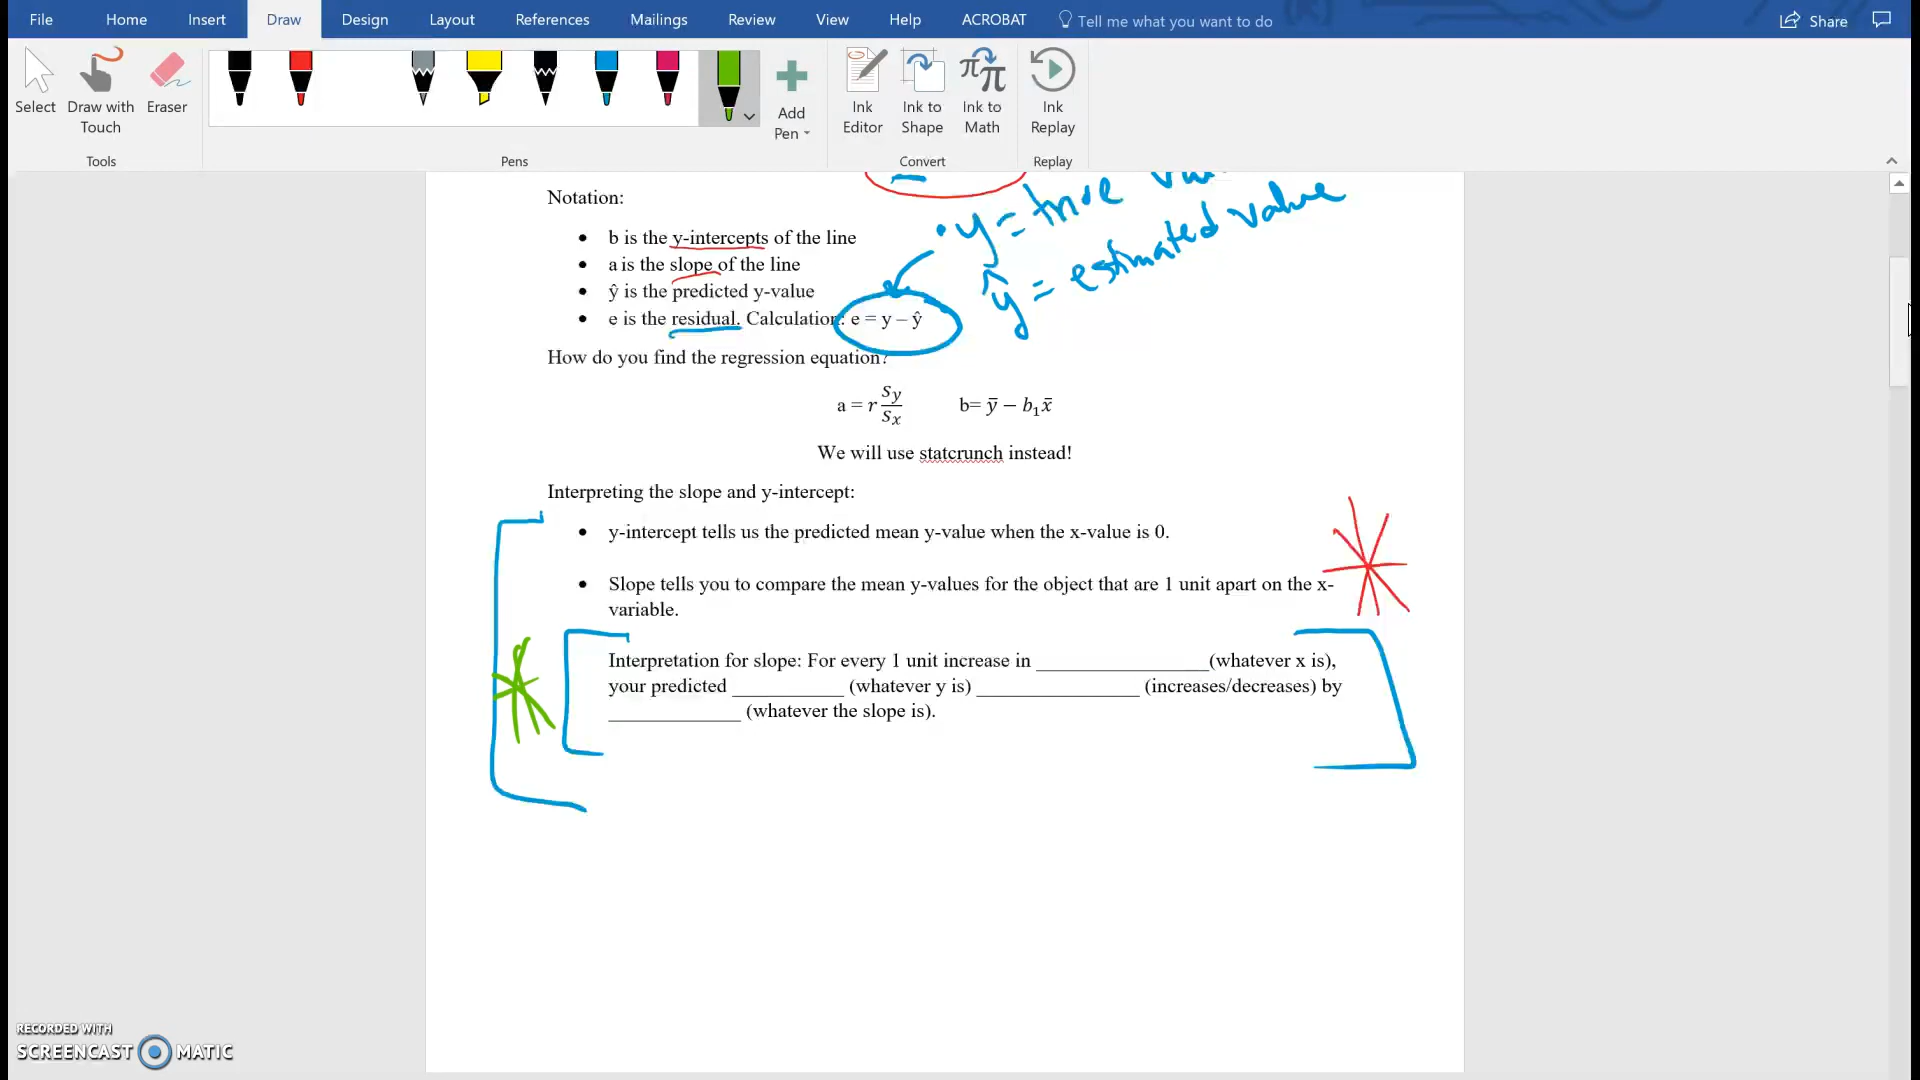 File Home Insert Draw Design Layout References Mailings Review View Help ACROBAT Tell me what you want to do Share
Select
Draw with Touch
Eraser
Add Pen
Ink Editor
Ink to Shape
Ink to Math
Ink Replay
Tools Pens Convert Replay
Notation:
• b is the y-intercepts of the line
• a is the slope of the line
• ŷ is the predicted y-value
• e is the residual. Calculation: e = y – ŷ
• y = true
ŷ = estimated value
How do you find the regression equation?
a = r Sy/Sx b= ȳ − b₁x̄
We will use statcrunch instead!
Interpreting the slope and y-intercept:
• y-intercept tells us the predicted mean y-value when the x-value is 0.
• Slope tells you to compare the mean y-values for the object that are 1 unit apart on the x-
variable.
Interpretation for slope: For every 1 unit increase in _________________(whatever x is),
your predicted ___________ (whatever y is) ________________ (increases/decreases) by
_____________ (whatever the slope is).
RECORDED WITH
SCREENCAST MATIC